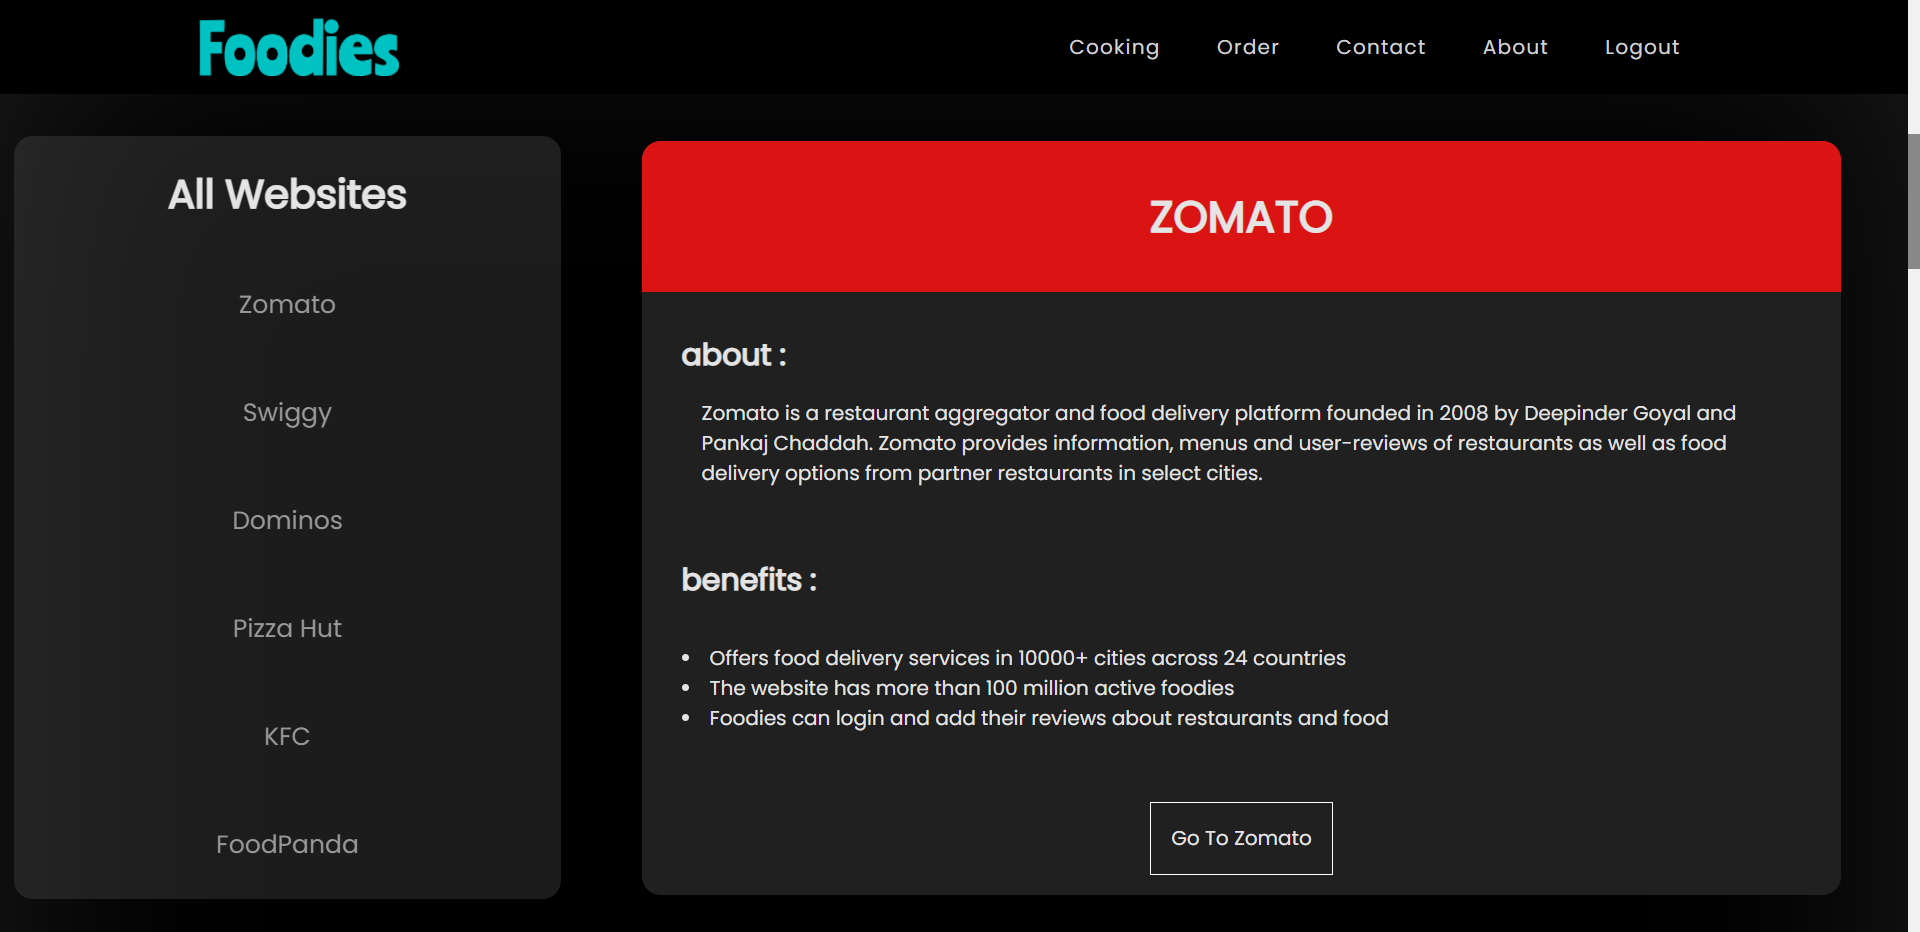 Foodies
Cooking
Order
Contact
About
Logout
All Websites
Zomato
Swiggy
Dominos
Pizza Hut
KFC
FoodPanda
ZOMATO
about :
Zomato is a restaurant aggregator and food delivery platform founded in 2008 by Deepinder Goyal and
Pankaj Chaddah. Zomato provides information, menus and user-reviews of restaurants as well as food
delivery options from partner restaurants in select cities.
benefits :
• Offers food delivery services in 10000+ cities across 24 countries
• The website has more than 100 million active foodies
• Foodies can login and add their reviews about restaurants and food
Go To Zomato